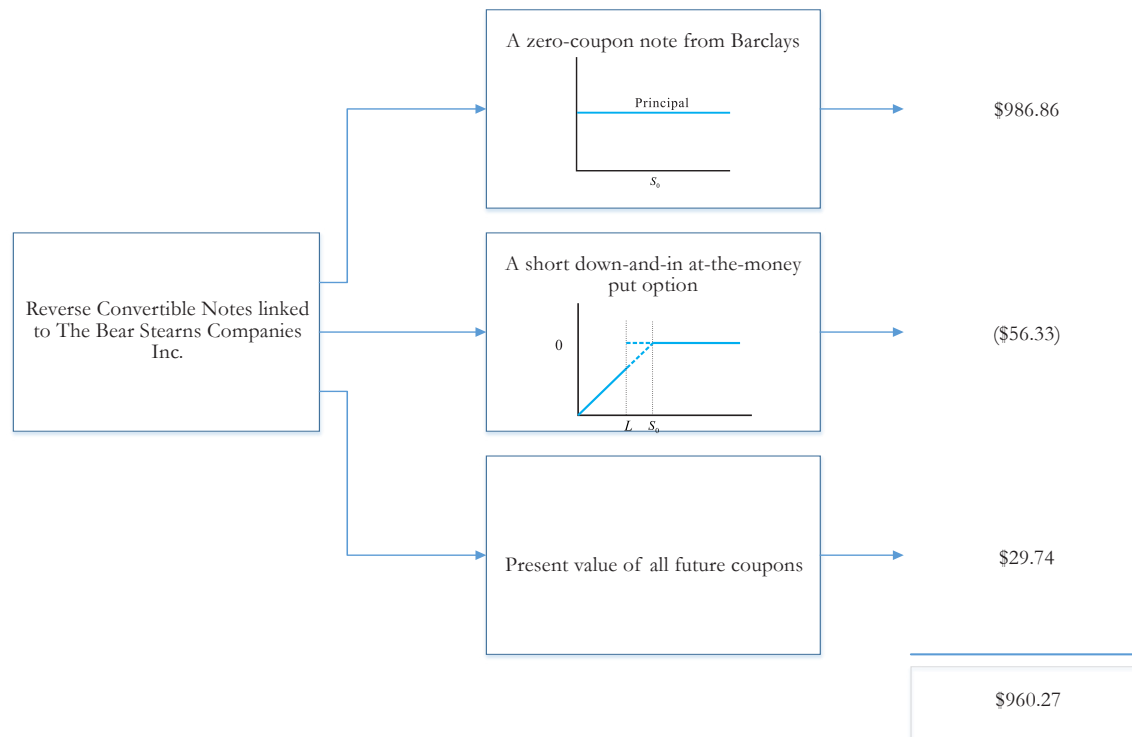 A zero-coupon note from Barclays
Principal
S₀
$986.86
Reverse Convertible Notes linked
to The Bear Stearns Companies
Inc.
A short down-and-in at-the-money
put option
0
L S₀
($56.33)
Present value of all future coupons
$29.74
$960.27